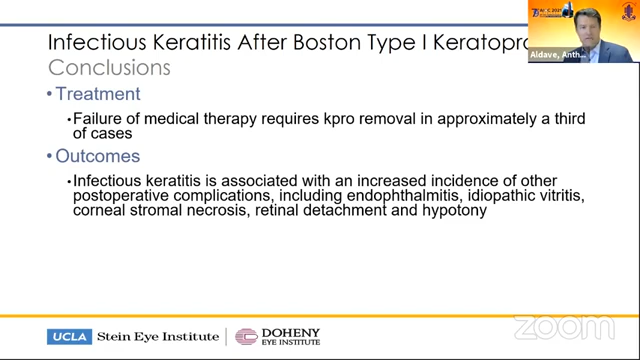 Infectious Keratitis After Boston Type I Keratopro
Conclusions
• Treatment
• Failure of medical therapy requires kpro removal in approximately a third
of cases
• Outcomes
• Infectious keratitis is associated with an increased incidence of other
postoperative complications, including endophthalmitis, idiopathic vitritis,
corneal stromal necrosis, retinal detachment and hypotony
Aldave, Anth...
UCLA Stein Eye Institute
DOHENY
EYE INSTITUTE
zoom